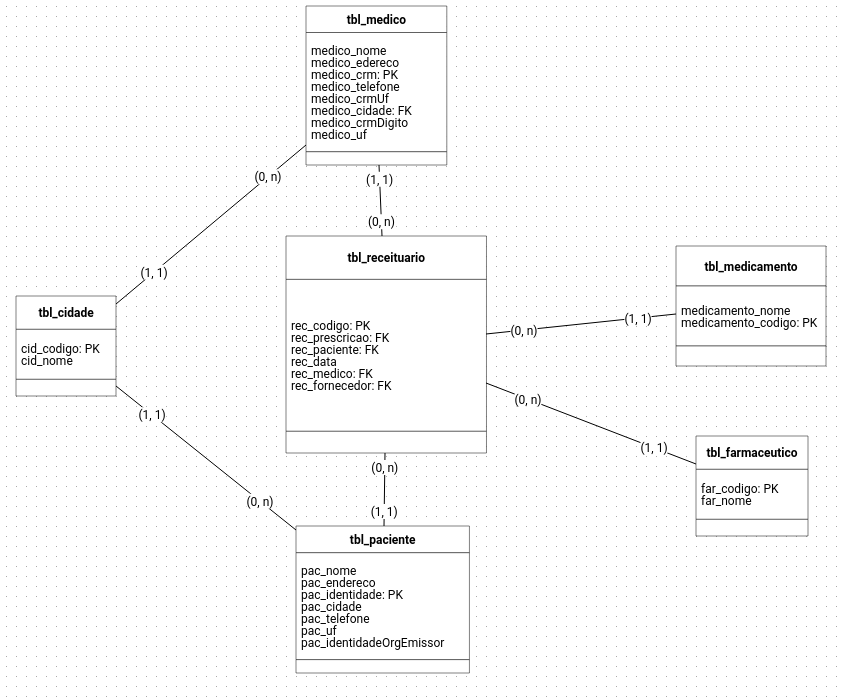 tbl_medico
medico_nome
medico_edereco
medico_crm: PK
medico_telefone
medico_crmUf
medico_cidade: FK
medico_crmDigito
medico_uf
(0, n)
(1, 1)
(0, n)
(1, 1)
tbl_cidade
cid_codigo: PK
cid_nome
(1, 1)
(0, n)
tbl_receituario
rec_codigo: PK
rec_prescricao: FK
rec_paciente: FK
rec_data
rec_medico: FK
rec_fornecedor: FK
(0, n)
(1, 1)
tbl_medicamento
medicamento_nome
medicamento_codigo: PK
(0, n)
(1, 1)
tbl_farmaceutico
far_codigo: PK
far_nome
(0, n)
(1, 1)
tbl_paciente
pac_nome
pac_endereco
pac_identidade: PK
pac_cidade
pac_telefone
pac_uf
pac_identidadeOrgEmissor